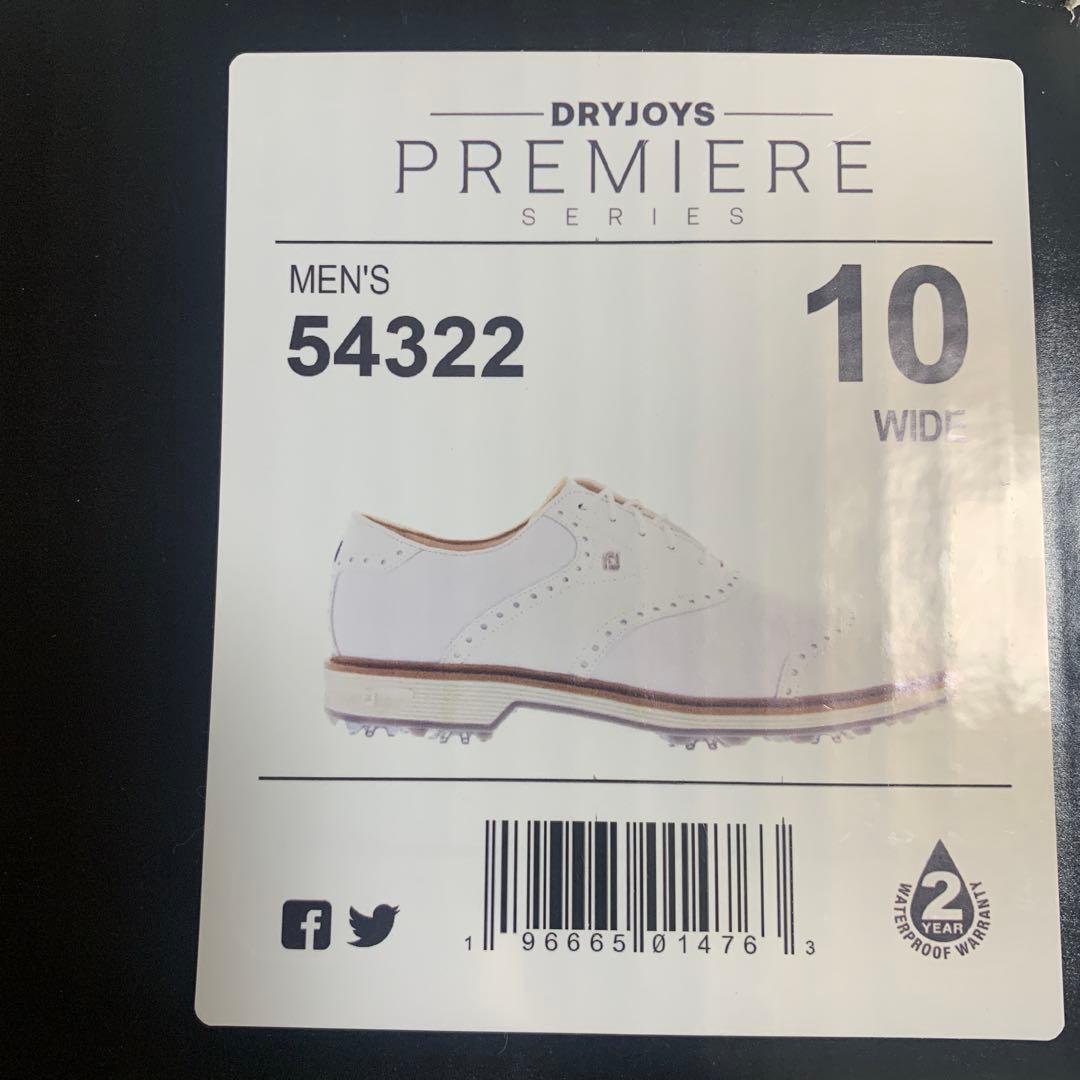 DRYJOYS
PREMIERE
SERIES
MEN'S
54322
10
WIDE
1 96665 01476 3
2
YEAR
WATERPROOF WARRANTY